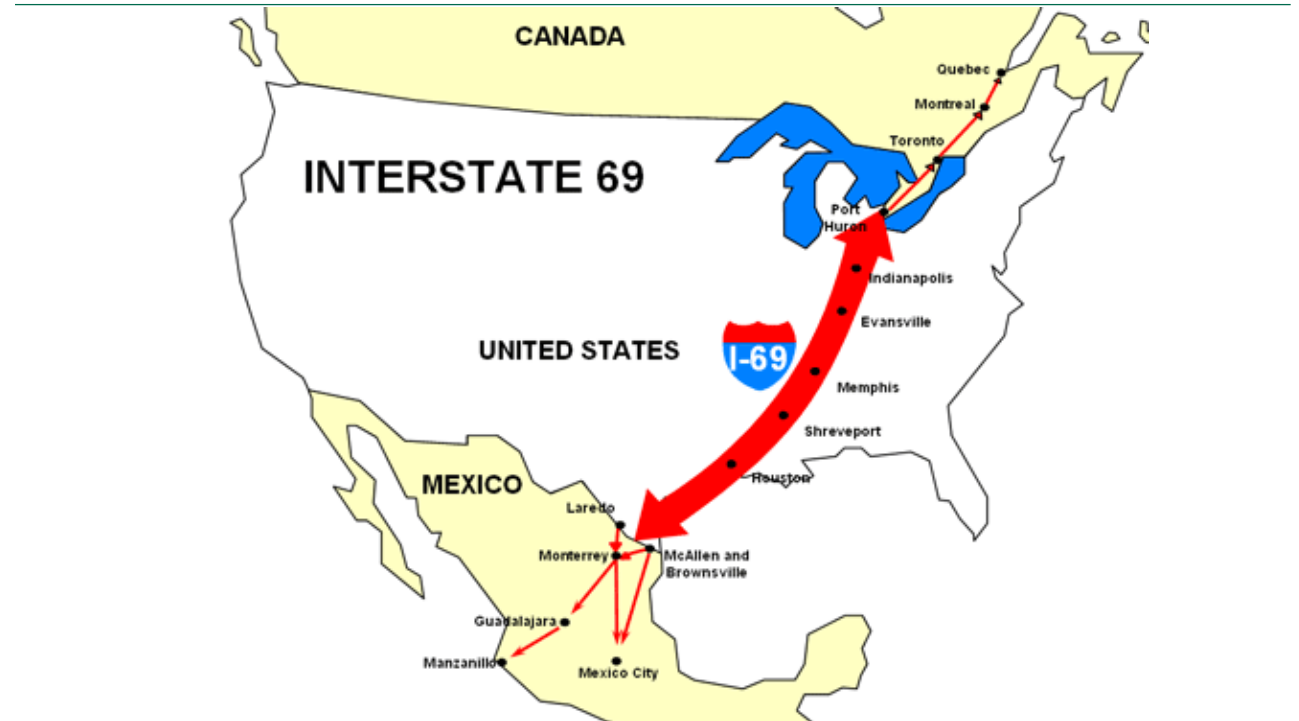 CANADA
Quebec
Montreal
Toronto
INTERSTATE 69
Port
Huron
Indianapolis
Evansville
UNITED STATES
I-69
Memphis
Shreveport
Houston
MEXICO
Laredo
Monterrey
McAllen and
Brownsville
Guadalajara
Manzanillo
Mexico City